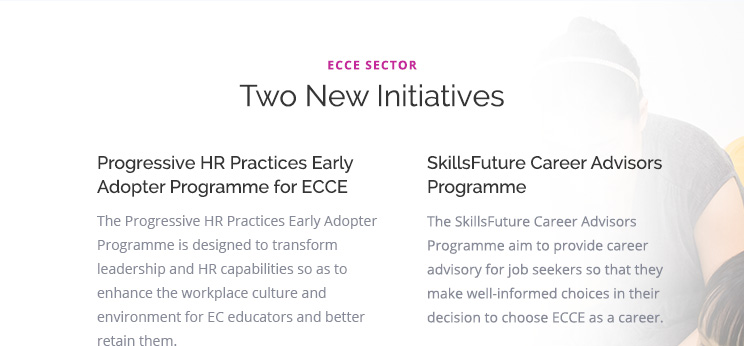 ECCE SECTOR
Two New Initiatives
Progressive HR Practices Early
Adopter Programme for ECCE
The Progressive HR Practices Early Adopter
Programme is designed to transform
leadership and HR capabilities so as to
enhance the workplace culture and
environment for EC educators and better
retain them.
SkillsFuture Career Advisors
Programme
The SkillsFuture Career Advisors
Programme aim to provide career
advisory for job seekers so that they
make well-informed choices in their
decision to choose ECCE as a career.